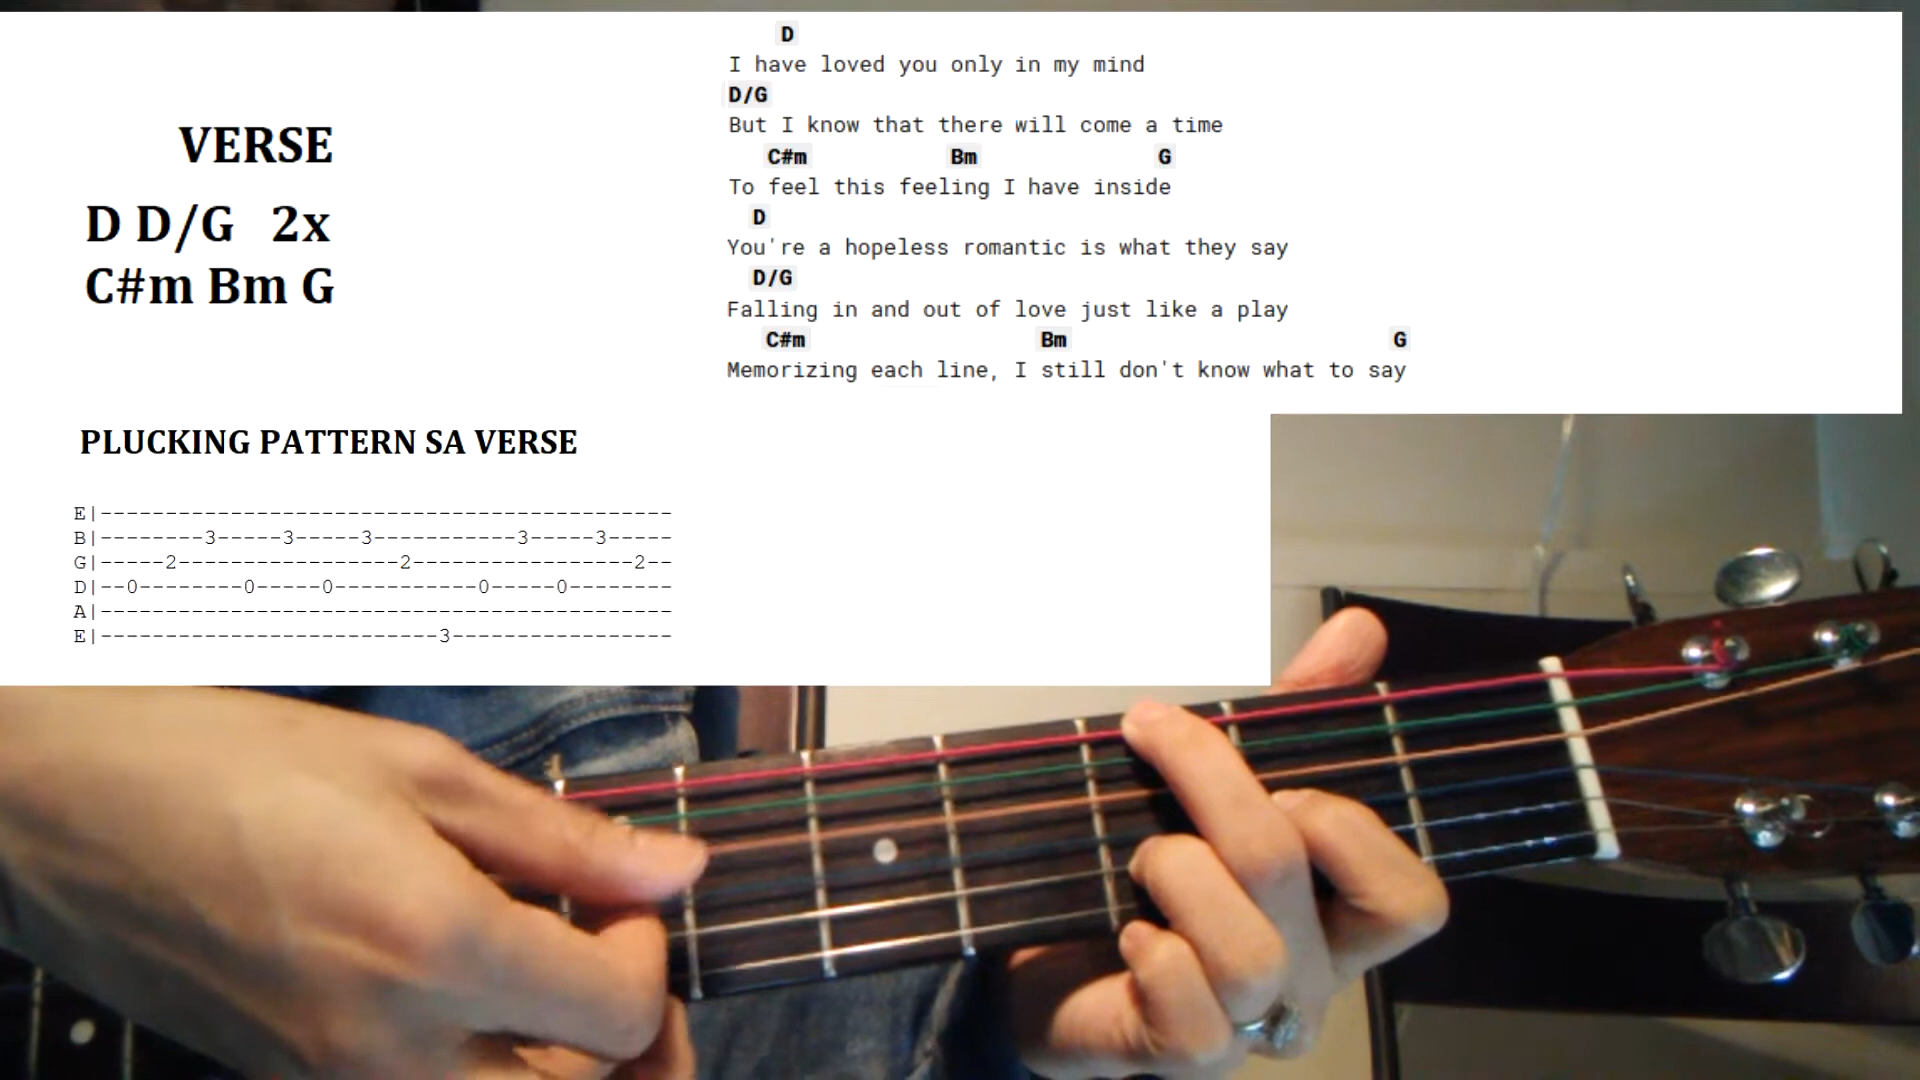 VERSE
D D/G 2x
C#m Bm G
D
I have loved you only in my mind
D/G
But I know that there will come a time
C#m Bm G
To feel this feeling I have inside
D
You're a hopeless romantic is what they say
D/G
Falling in and out of love just like a play
C#m Bm G
Memorizing each line, I still don't know what to say
PLUCKING PATTERN SA VERSE
E|--------------------------------------------
B|--------3-----3-----3-----------3-----3-----
G|-----2-----------------2-----------------2--
D|--0--------0-----0-----------0-----0--------
A|--------------------------------------------
E|--------------------------3-----------------